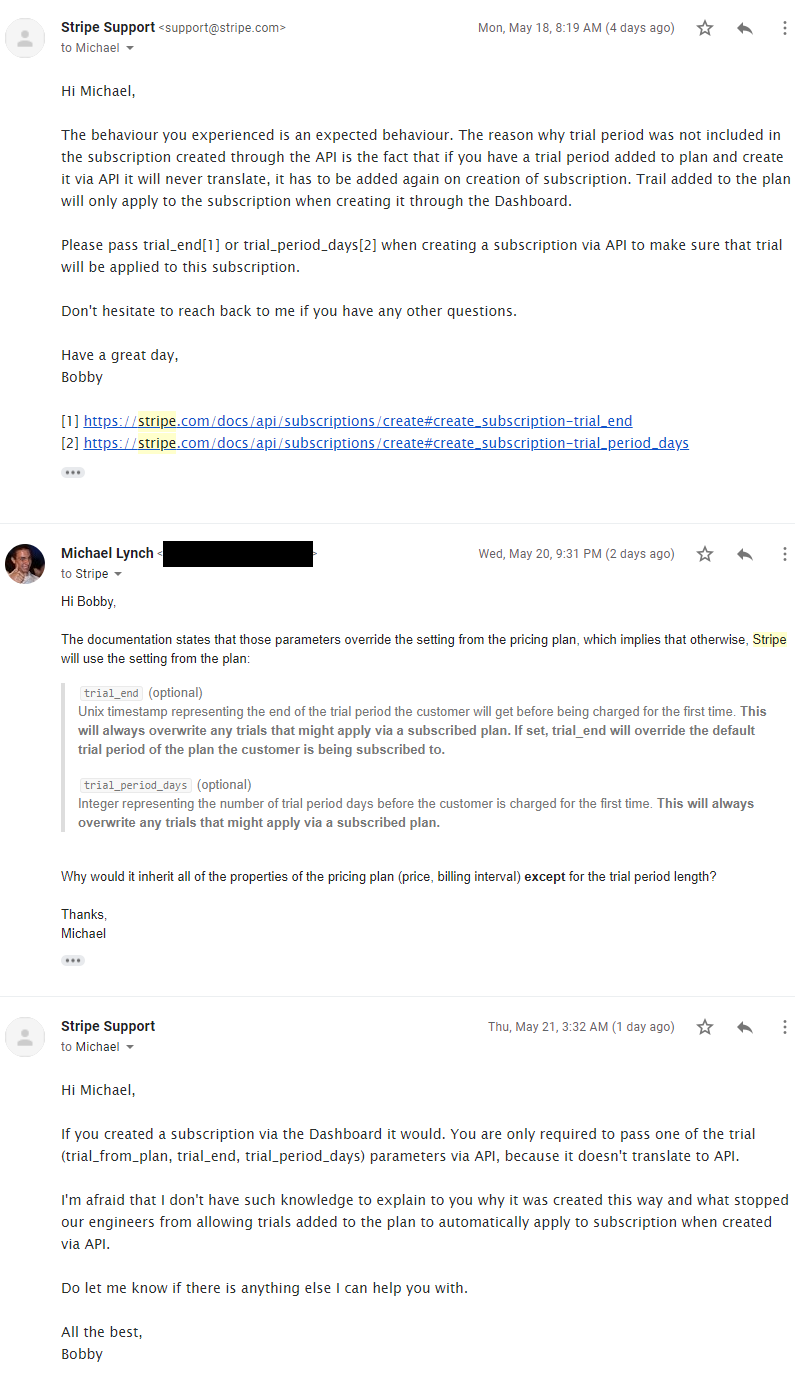 Stripe Support <support@stripe.com> Mon, May 18, 8:19 AM (4 days ago)
to Michael
Hi Michael,
The behaviour you experienced is an expected behaviour. The reason why trial period was not included in
the subscription created through the API is the fact that if you have a trial period added to plan and create
it via API it will never translate, it has to be added again on creation of subscription. Trail added to the plan
will only apply to the subscription when creating it through the Dashboard.
Please pass trial_end[1] or trial_period_days[2] when creating a subscription via API to make sure that trial
will be applied to this subscription.
Don't hesitate to reach back to me if you have any other questions.
Have a great day,
Bobby
[1] https://stripe.com/docs/api/subscriptions/create#create_subscription-trial_end
[2] https://stripe.com/docs/api/subscriptions/create#create_subscription-trial_period_days
Michael Lynch < > Wed, May 20, 9:31 PM (2 days ago)
to Stripe
Hi Bobby,
The documentation states that those parameters override the setting from the pricing plan, which implies that otherwise, Stripe
will use the setting from the plan:
trial_end (optional)
Unix timestamp representing the end of the trial period the customer will get before being charged for the first time. This
will always overwrite any trials that might apply via a subscribed plan. If set, trial_end will override the default
trial period of the plan the customer is being subscribed to.
trial_period_days (optional)
Integer representing the number of trial period days before the customer is charged for the first time. This will always
overwrite any trials that might apply via a subscribed plan.
Why would it inherit all of the properties of the pricing plan (price, billing interval) except for the trial period length?
Thanks,
Michael
Stripe Support Thu, May 21, 3:32 AM (1 day ago)
to Michael
Hi Michael,
If you created a subscription via the Dashboard it would. You are only required to pass one of the trial
(trial_from_plan, trial_end, trial_period_days) parameters via API, because it doesn't translate to API.
I'm afraid that I don't have such knowledge to explain to you why it was created this way and what stopped
our engineers from allowing trials added to the plan to automatically apply to subscription when created
via API.
Do let me know if there is anything else I can help you with.
All the best,
Bobby